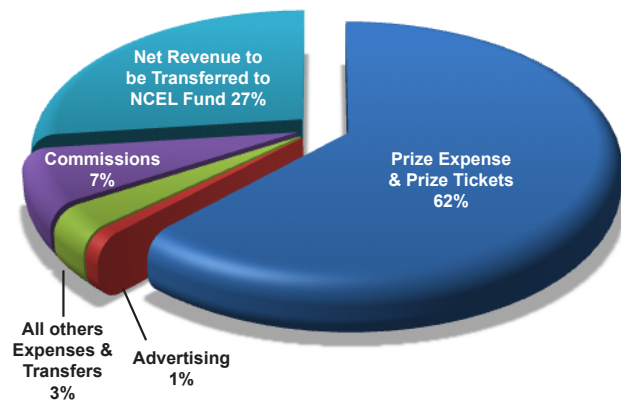 Net Revenue to
be Transferred to
NCEL Fund 27%
Commissions
7%
Prize Expense
& Prize Tickets
62%
All others
Expenses &
Transfers
3%
Advertising
1%